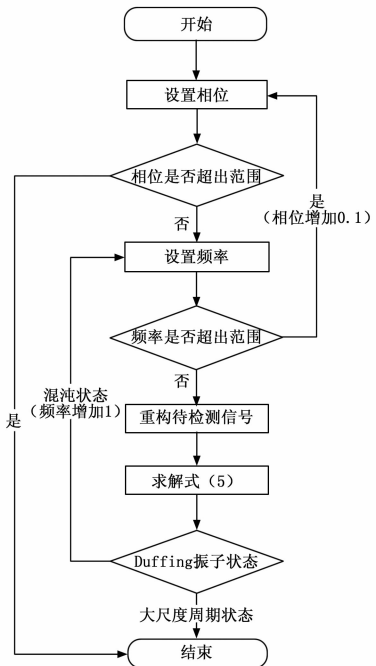 开始
设置相位
相位是否超出范围
是
（相位增加0.1）
否
设置频率
频率是否超出范围
否
混沌状态
（频率增加1）
是
重构待检测信号
求解式（5）
Duffing振子状态
大尺度周期状态
结束